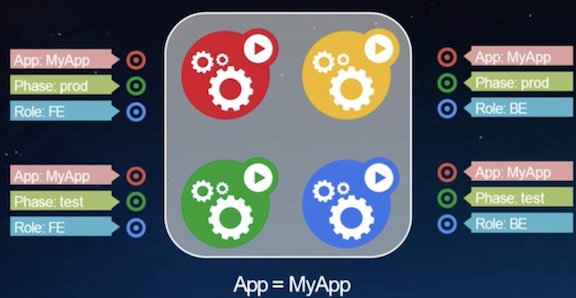 App: MyApp
Phase: prod
Role: FE
App: MyApp
Phase: prod
Role: BE
App: MyApp
Phase: test
Role: FE
App: MyApp
Phase: test
Role: BE
App = MyApp